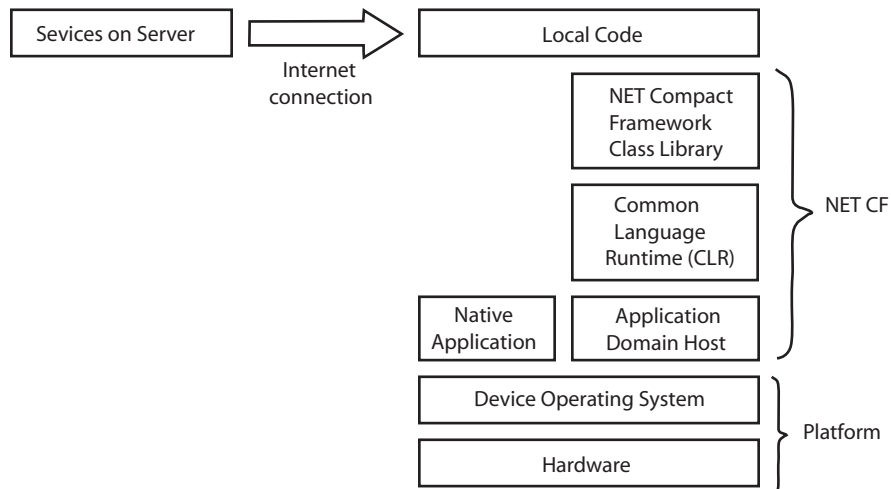 Sevices on Server
Local Code
Internet
connection
NET Compact
Framework
Class Library
Common
Language
Runtime (CLR)
NET CF
Native
Application
Application
Domain Host
Device Operating System
Platform
Hardware